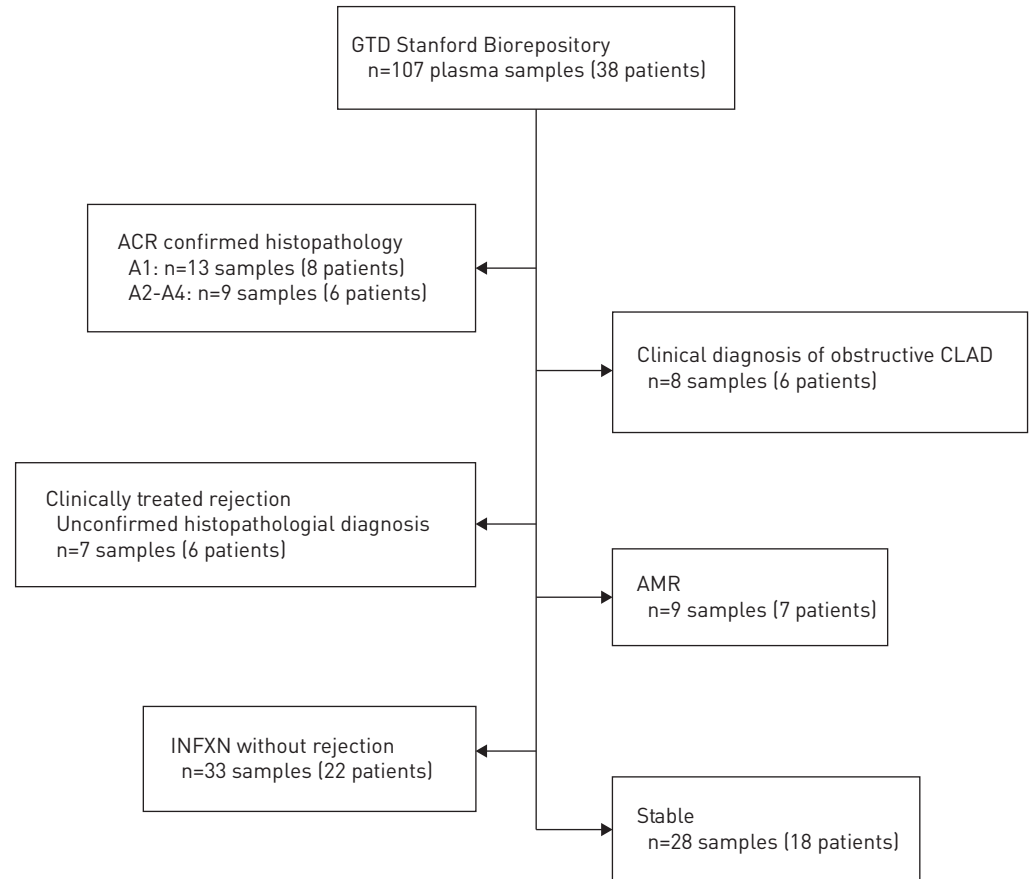 GTD Stanford Biorepository
n=107 plasma samples (38 patients)
ACR confirmed histopathology
A1: n=13 samples (8 patients)
A2-A4: n=9 samples (6 patients)
Clinical diagnosis of obstructive CLAD
n=8 samples (6 patients)
Clinically treated rejection
Unconfirmed histopathologial diagnosis
n=7 samples (6 patients)
AMR
n=9 samples (7 patients)
INFXN without rejection
n=33 samples (22 patients)
Stable
n=28 samples (18 patients)